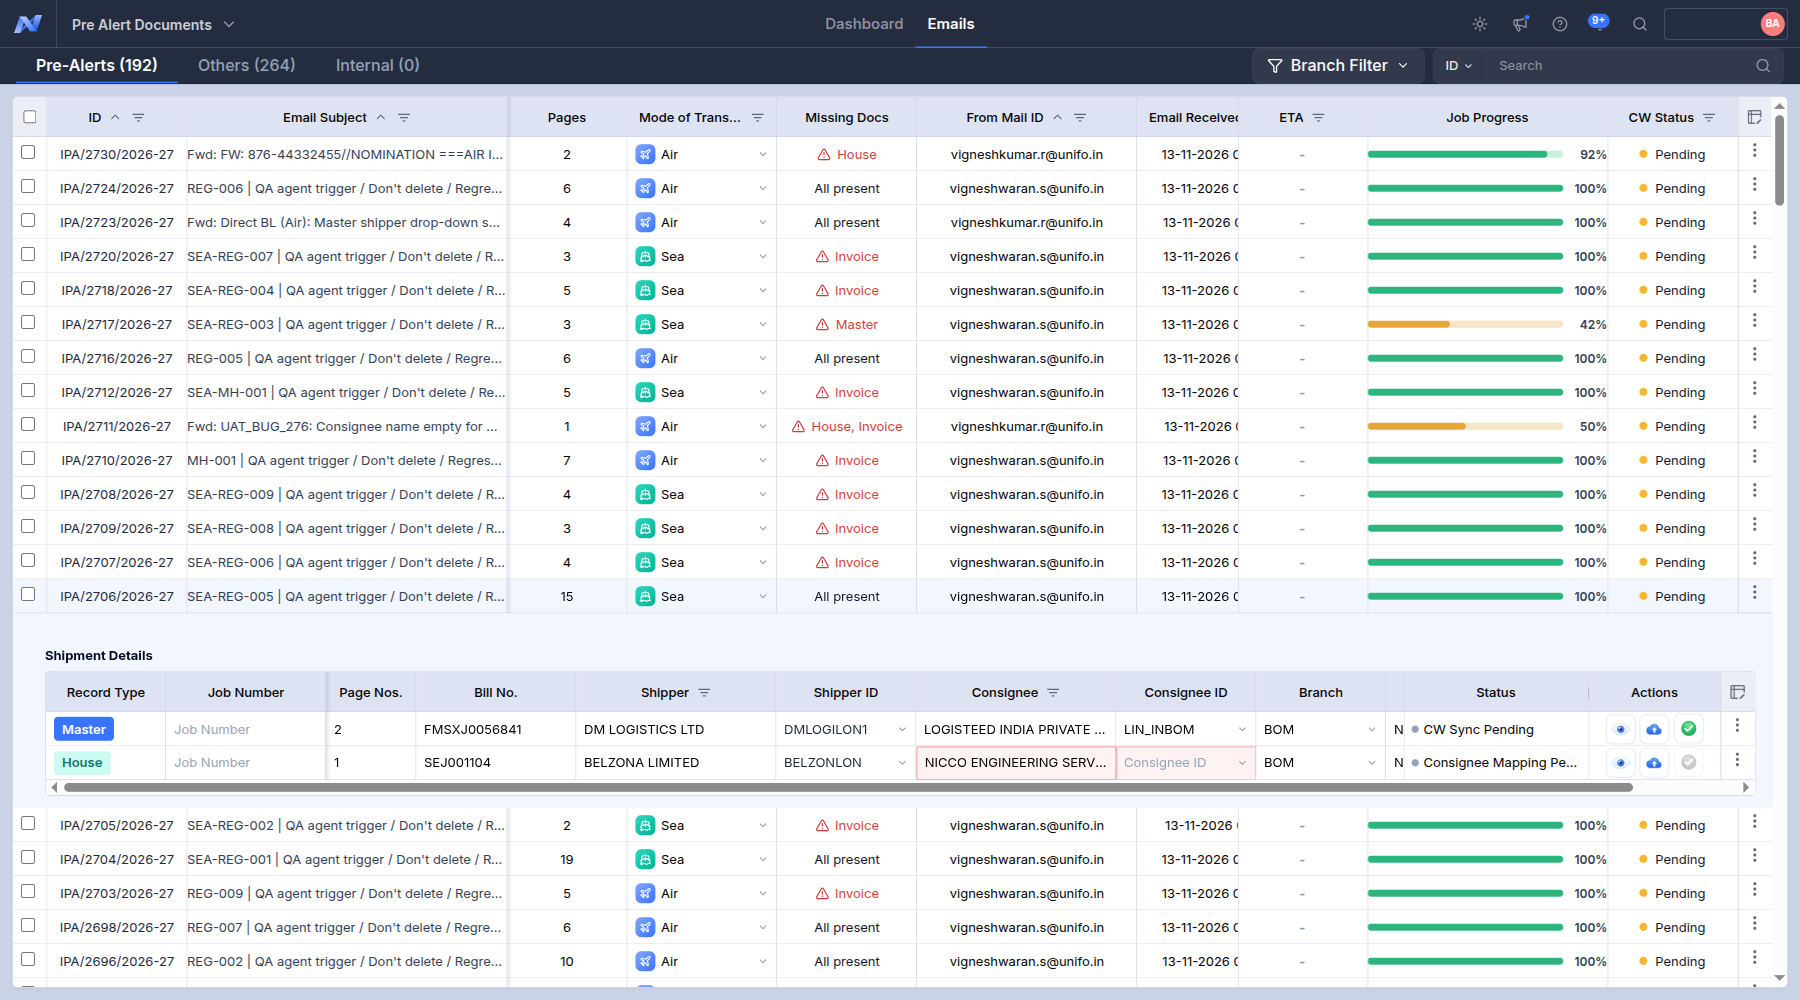 Pre Alert Documents
Dashboard
Emails
9+
BA
Pre-Alerts (192)
Others (264)
Internal (0)
Branch Filter
ID
Search
ID Email Subject Pages Mode of Trans... Missing Docs From Mail ID Email Received ETA Job Progress CW Status
IPA/2730/2026-27 Fwd: FW: 876-44332455//NOMINATION ===AIR I... 2 Air House vigneshkumar.r@unifo.in 13-11-2026 0 - 92% Pending
IPA/2724/2026-27 REG-006 | QA agent trigger / Don't delete / Regre... 6 Air All present vigneshwaran.s@unifo.in 13-11-2026 0 - 100% Pending
IPA/2723/2026-27 Fwd: Direct BL (Air): Master shipper drop-down s... 4 Air All present vigneshkumar.r@unifo.in 13-11-2026 0 - 100% Pending
IPA/2720/2026-27 SEA-REG-007 | QA agent trigger / Don't delete / R... 3 Sea Invoice vigneshwaran.s@unifo.in 13-11-2026 0 - 100% Pending
IPA/2718/2026-27 SEA-REG-004 | QA agent trigger / Don't delete / R... 5 Sea Invoice vigneshwaran.s@unifo.in 13-11-2026 0 - 100% Pending
IPA/2717/2026-27 SEA-REG-003 | QA agent trigger / Don't delete / R... 3 Sea Master vigneshwaran.s@unifo.in 13-11-2026 0 - 42% Pending
IPA/2716/2026-27 REG-005 | QA agent trigger / Don't delete / Regre... 6 Air All present vigneshwaran.s@unifo.in 13-11-2026 0 - 100% Pending
IPA/2712/2026-27 SEA-MH-001 | QA agent trigger / Don't delete / Re... 5 Sea Invoice vigneshwaran.s@unifo.in 13-11-2026 0 - 100% Pending
IPA/2711/2026-27 Fwd: UAT_BUG_276: Consignee name empty for ... 1 Air House, Invoice vigneshkumar.r@unifo.in 13-11-2026 0 - 50% Pending
IPA/2710/2026-27 MH-001 | QA agent trigger / Don't delete / Regres... 7 Air Invoice vigneshwaran.s@unifo.in 13-11-2026 0 - 100% Pending
IPA/2708/2026-27 SEA-REG-009 | QA agent trigger / Don't delete / R... 4 Sea Invoice vigneshwaran.s@unifo.in 13-11-2026 0 - 100% Pending
IPA/2709/2026-27 SEA-REG-008 | QA agent trigger / Don't delete / R... 3 Sea Invoice vigneshwaran.s@unifo.in 13-11-2026 0 - 100% Pending
IPA/2707/2026-27 SEA-REG-006 | QA agent trigger / Don't delete / R... 4 Sea Invoice vigneshwaran.s@unifo.in 13-11-2026 0 - 100% Pending
IPA/2706/2026-27 SEA-REG-005 | QA agent trigger / Don't delete / R... 15 Sea All present vigneshwaran.s@unifo.in 13-11-2026 0 - 100% Pending
Shipment Details
Record Type Job Number Page Nos. Bill No. Shipper Shipper ID Consignee Consignee ID Branch Status Actions
Master Job Number 2 FMSXJ0056841 DM LOGISTICS LTD DMLOGILON1 LOGISTEED INDIA PRIVATE ... LIN_INBOM BOM N CW Sync Pending
House Job Number 1 SEJ001104 BELZONA LIMITED BELZONLON NICCO ENGINEERING SERV... Consignee ID BOM N Consignee Mapping Pe...
IPA/2705/2026-27 SEA-REG-002 | QA agent trigger / Don't delete / R... 2 Sea Invoice vigneshwaran.s@unifo.in 13-11-2026 - 100% Pending
IPA/2704/2026-27 SEA-REG-001 | QA agent trigger / Don't delete / R... 19 Sea All present vigneshwaran.s@unifo.in 13-11-2026 0 - 100% Pending
IPA/2703/2026-27 REG-009 | QA agent trigger / Don't delete / Regre... 5 Air Invoice vigneshwaran.s@unifo.in 13-11-2026 0 - 100% Pending
IPA/2698/2026-27 REG-007 | QA agent trigger / Don't delete / Regre... 6 Air All present vigneshwaran.s@unifo.in 13-11-2026 0 - 100% Pending
IPA/2696/2026-27 REG-002 | QA agent trigger / Don't delete / Regre... 10 Air All present vigneshwaran.s@unifo.in 13-11-2026 0 - 100% Pending